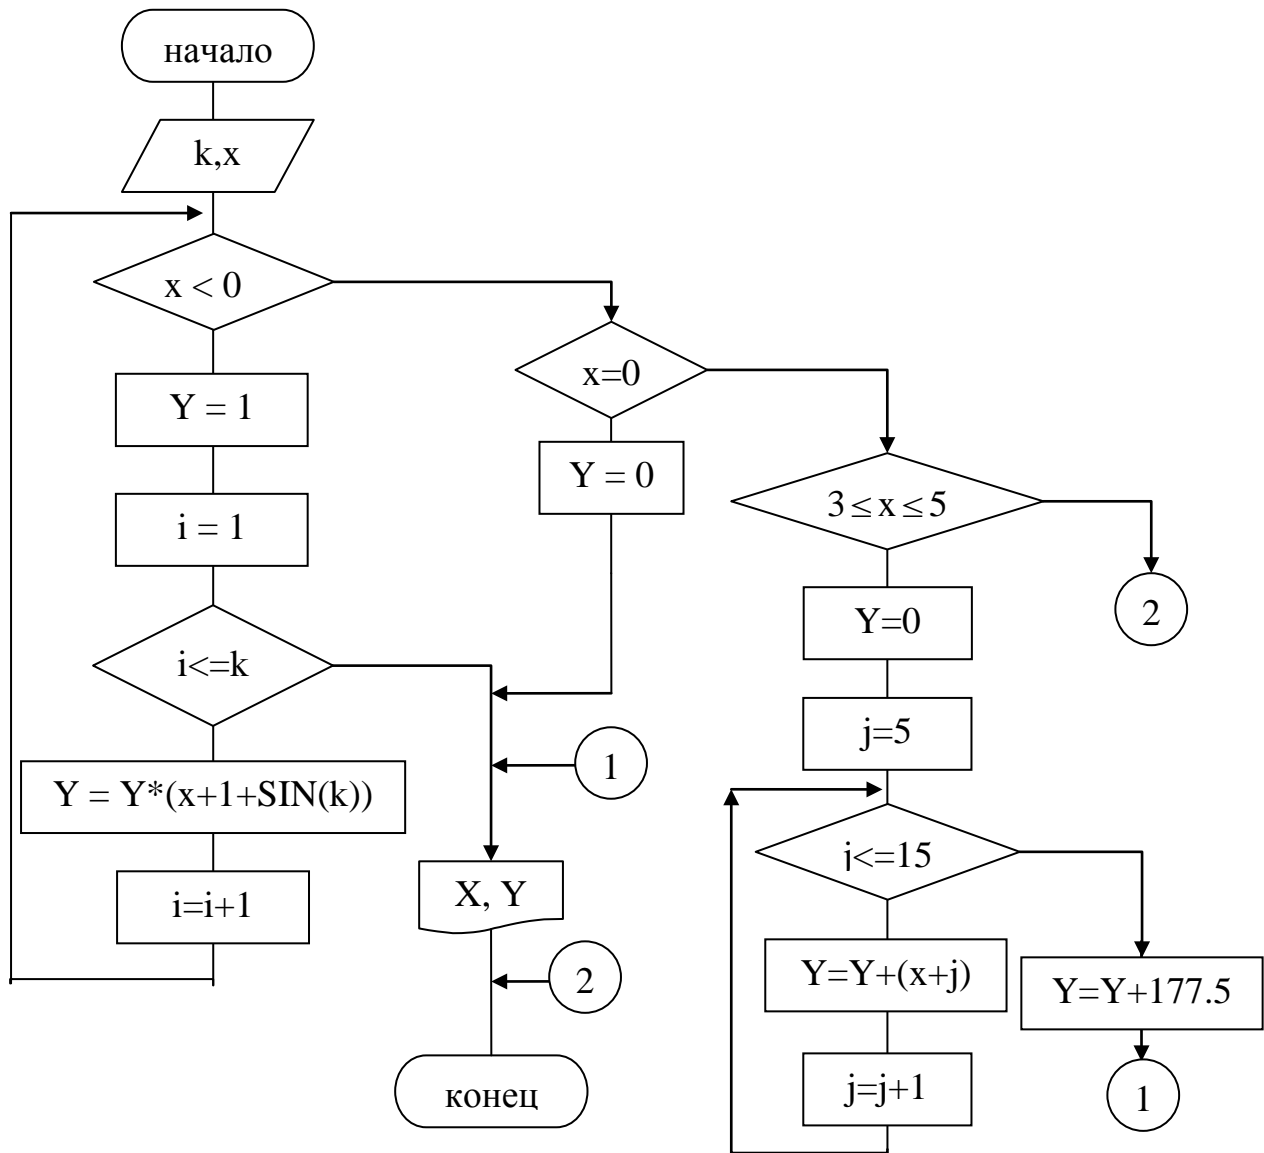 начало
k,x
x < 0
Y = 1
i = 1
i<=k
Y = Y*(x+1+SIN(k))
i=i+1
x=0
Y = 0
1
X, Y
2
конец
3 ≤ x ≤ 5
2
Y=0
j=5
j<=15
Y=Y+(x+j)
j=j+1
Y=Y+177.5
1